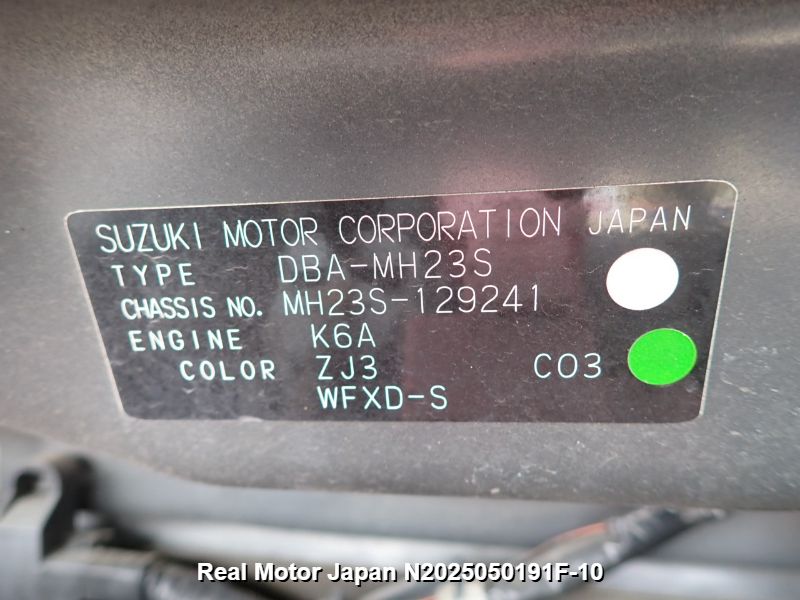 SUZUKI MOTOR CORPORATION JAPAN
TYPE DBA-MH23S
CHASSIS NO. MH23S-129241
ENGINE K6A
COLOR ZJ3 C03
WFXD-S
Real Motor Japan N2025050191F-10